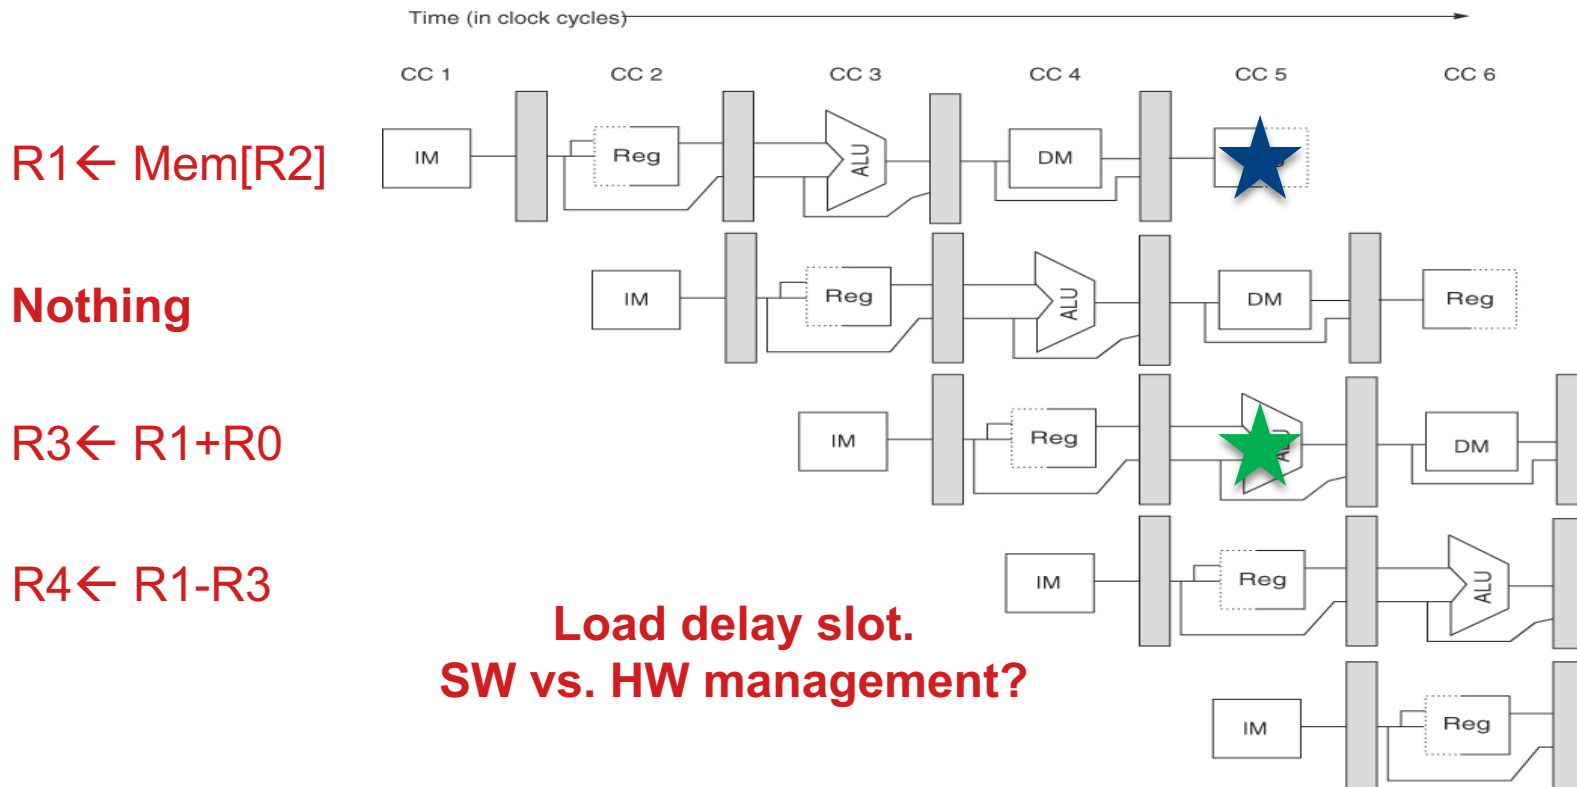 Time (in clock cycles)
CC 1 CC 2 CC 3 CC 4 CC 5 CC 6
R1← Mem[R2] IM Reg ALU DM
Nothing IM Reg ALU DM Reg
R3← R1+R0 IM Reg DM
R4← R1-R3 IM Reg ALU
Load delay slot.
SW vs. HW management?
IM Reg